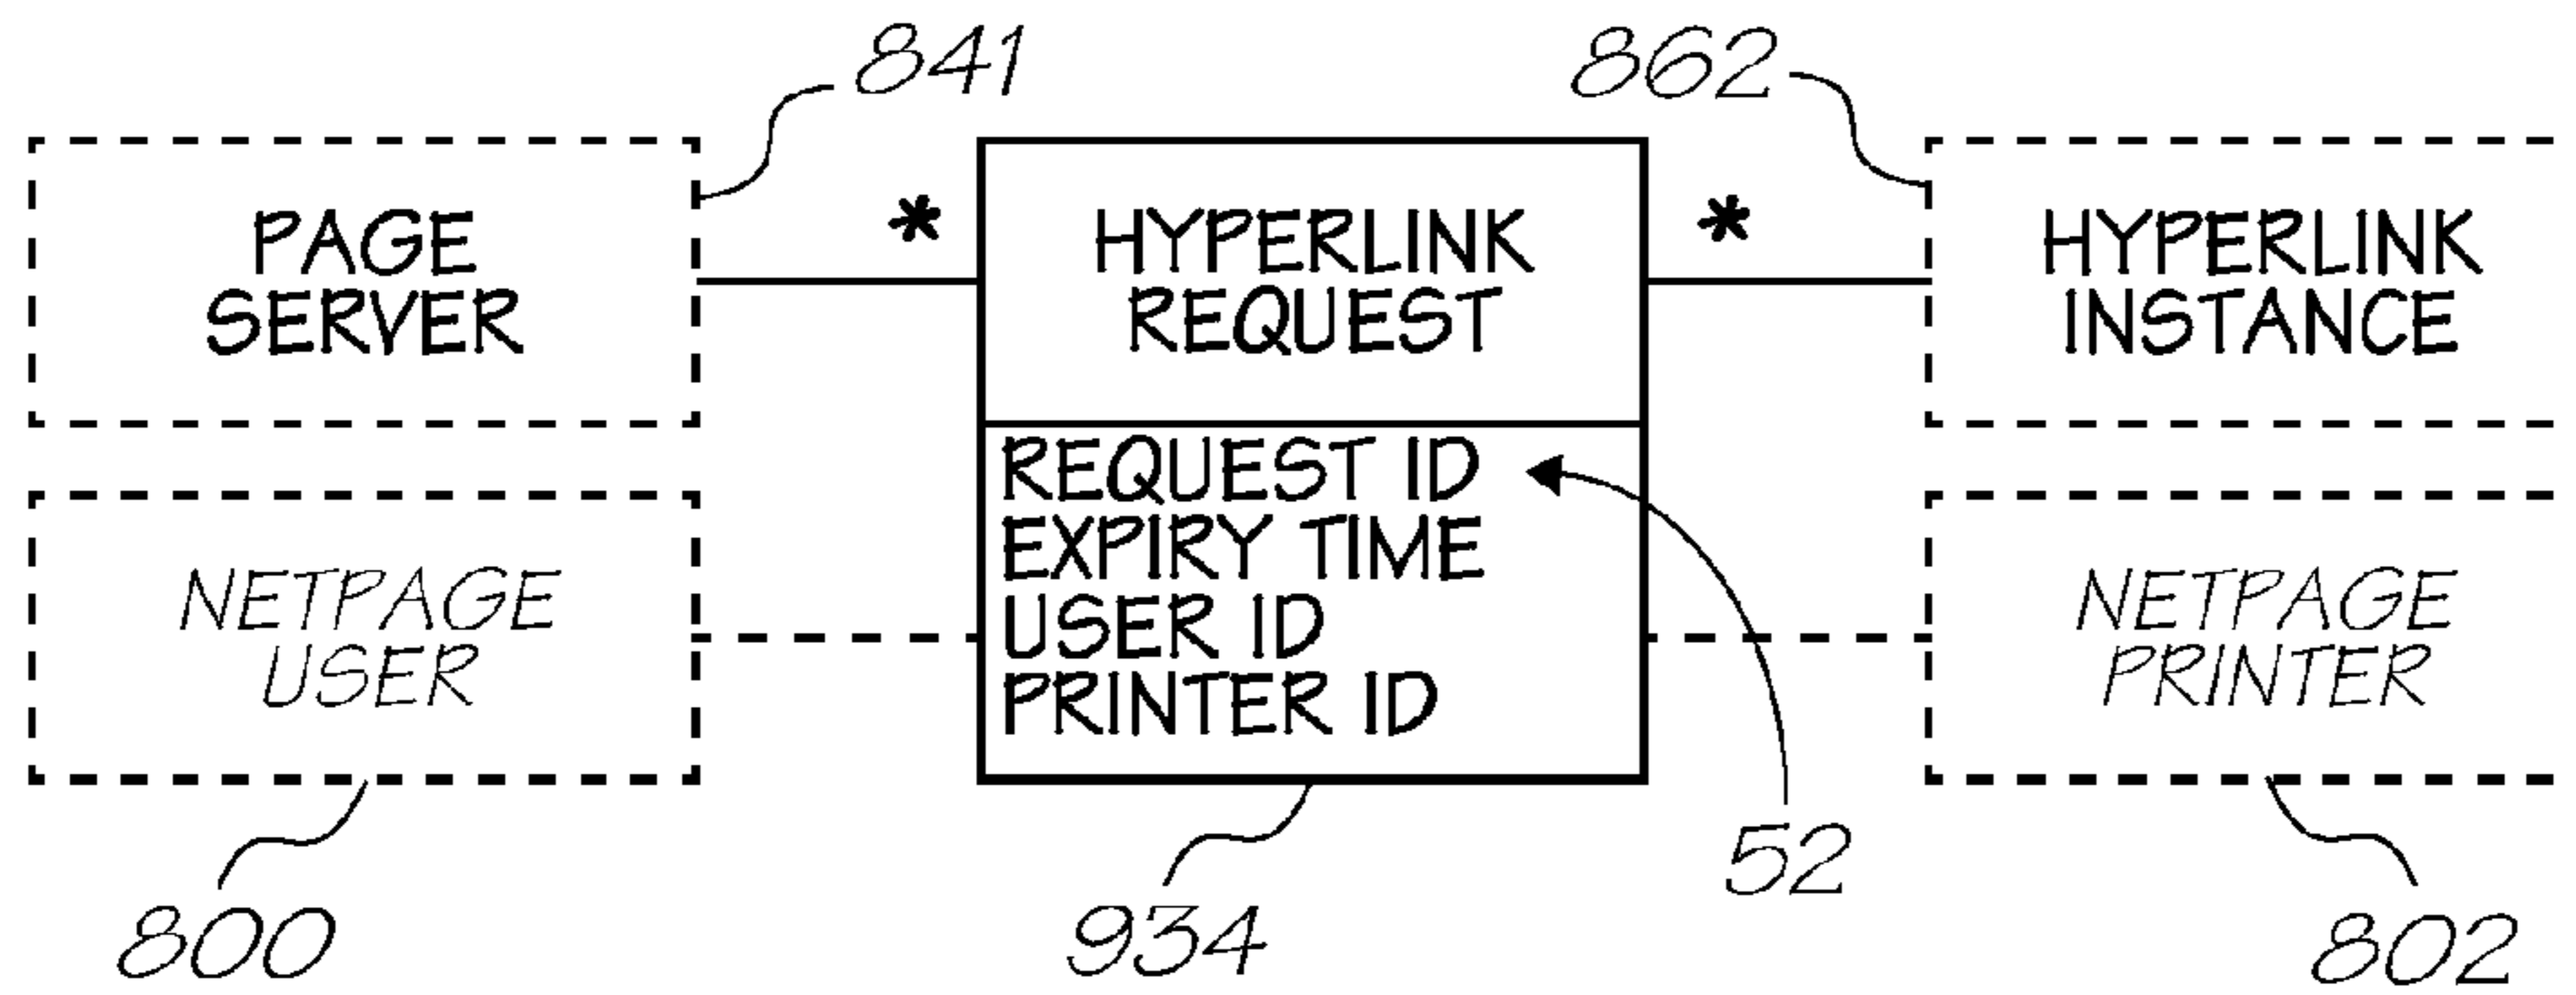 841
862
PAGE
SERVER
*
HYPERLINK
REQUEST
*
HYPERLINK
INSTANCE
REQUEST ID
EXPIRY TIME
USER ID
PRINTER ID
NETPAGE
USER
NETPAGE
PRINTER
52
800
934
802